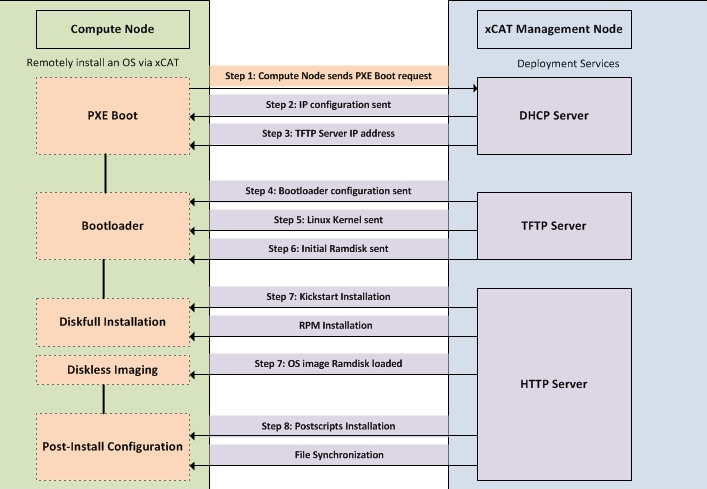 Compute Node
xCAT Management Node
Remotely install an OS via xCAT
Deployment Services
Step 1: Compute Node sends PXE Boot request
PXE Boot
Step 2: IP configuration sent
DHCP Server
Step 3: TFTP Server IP address
Step 4: Bootloader configuration sent
Bootloader
Step 5: Linux Kernel sent
TFTP Server
Step 6: Initial Ramdisk sent
Step 7: Kickstart Installation
Diskfull Installation
RPM Installation
Diskless Imaging
Step 7: OS image Ramdisk loaded
HTTP Server
Step 8: Postscripts Installation
Post-Install Configuration
File Synchronization